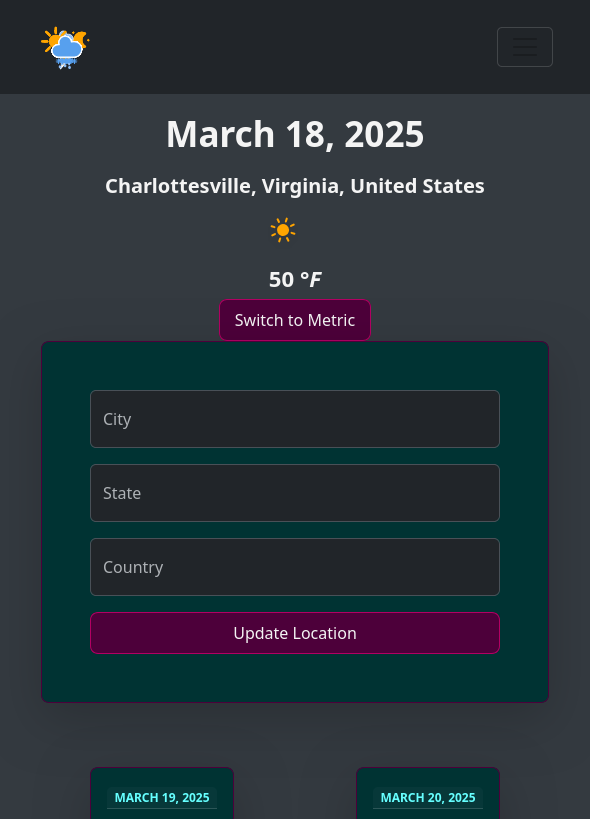 March 18, 2025
Charlottesville, Virginia, United States
50 °F
Switch to Metric
City
State
Country
Update Location
MARCH 19, 2025
MARCH 20, 2025